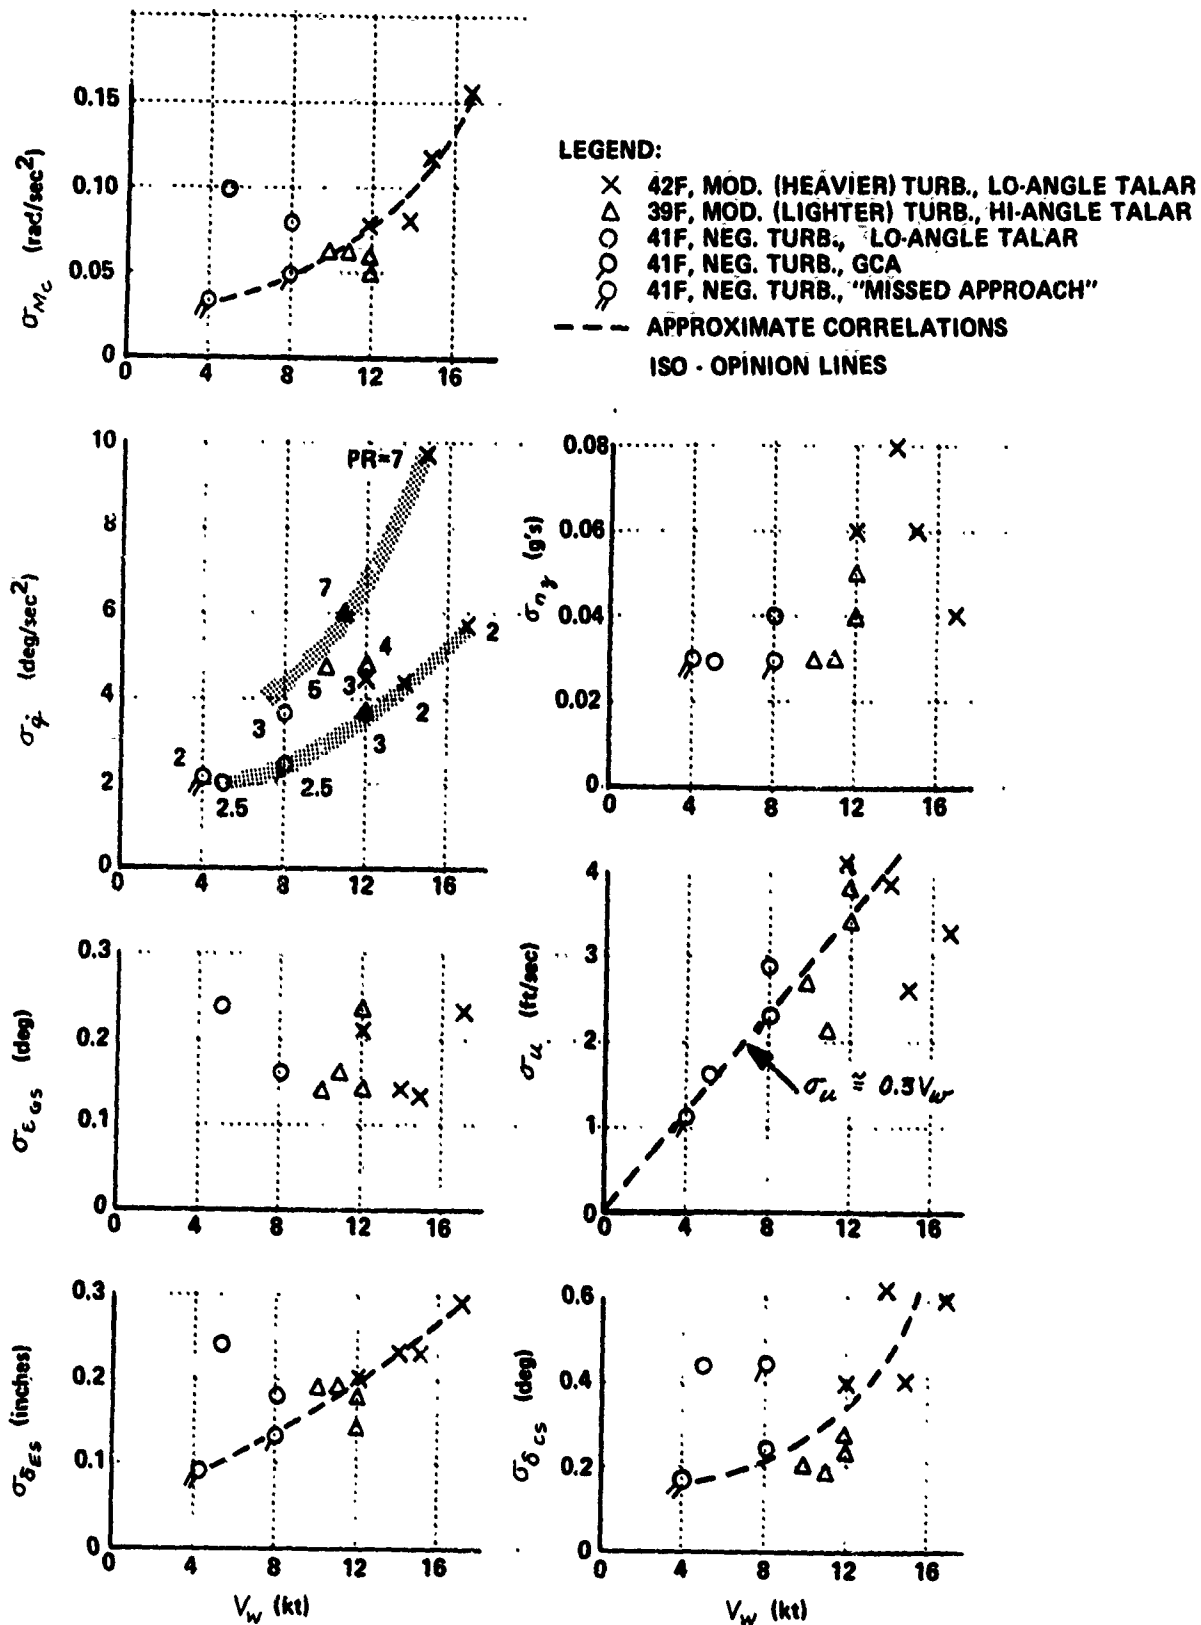 0.15
0.10
0.05
0
0 4 8 12 16
σMc (rad/sec²)
LEGEND:
X 42F, MOD. (HEAVIER) TURB., LO-ANGLE TALAR
△ 39F, MOD. (LIGHTER) TURB., HI-ANGLE TALAR
O 41F, NEG. TURB., LO-ANGLE TALAR
41F, NEG. TURB., GCA
41F, NEG. TURB., "MISSED APPROACH"
--- APPROXIMATE CORRELATIONS
ISO - OPINION LINES
10
8
6
4
2
0
0 4 8 12 16
σq̇ (deg/sec²)
PR=7
7
4
5
3
2
2
3
3
2
2.5
2.5
0.08
0.06
0.04
0.02
0
0 4 8 12 16
σnz (g's)
0.3
0.2
0.1
0
0 4 8 12 16
σεGS (deg)
4
3
2
1
0 4 8 12 16
σu (ft/sec)
σu ≅ 0.3Vw
0.3
0.2
0.1
0
0 4 8 12 16
σδES (inches)
Vw (kt)
0.6
0.4
0.2
0
0 4 8 12 16
σδCS (deg)
Vw (kt)